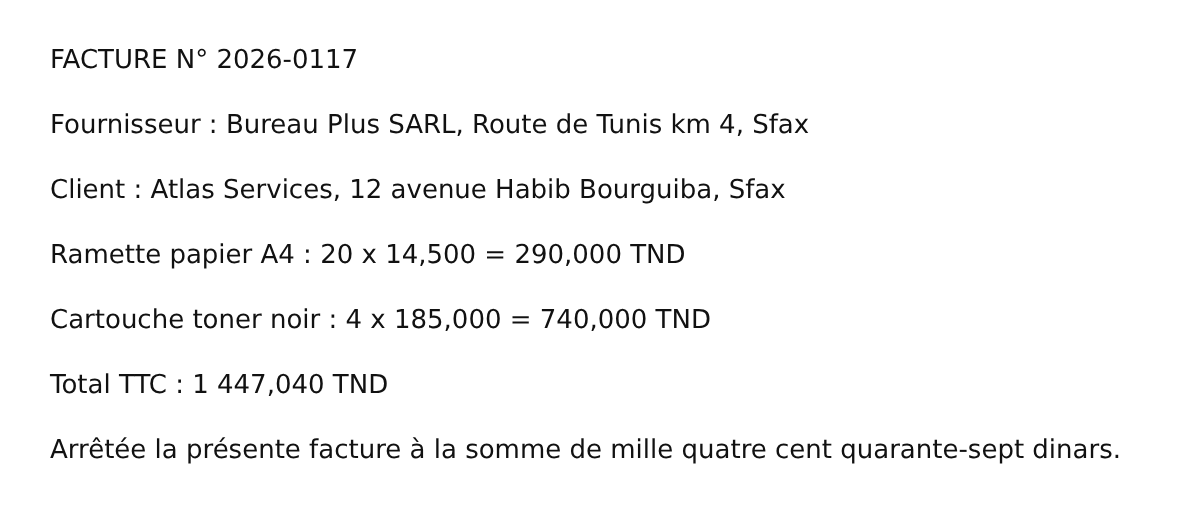 FACTURE N° 2026-0117
Fournisseur : Bureau Plus SARL, Route de Tunis km 4, Sfax
Client : Atlas Services, 12 avenue Habib Bourguiba, Sfax
Ramette papier A4 : 20 x 14,500 = 290,000 TND
Cartouche toner noir : 4 x 185,000 = 740,000 TND
Total TTC : 1 447,040 TND
Arrêtée la présente facture à la somme de mille quatre cent quarante-sept dinars.